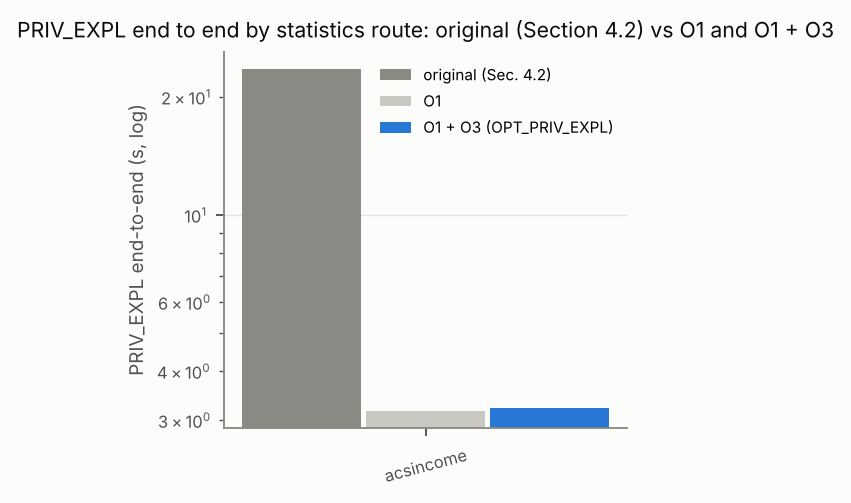 PRIV_EXPL end to end by statistics route: original (Section 4.2) vs O1 and O1 + O3
original (Sec. 4.2)
O1
O1 + O3 (OPT_PRIV_EXPL)
PRIV_EXPL end-to-end (s, log)
2 × 10¹
10¹
6 × 10⁰
4 × 10⁰
3 × 10⁰
acsincome